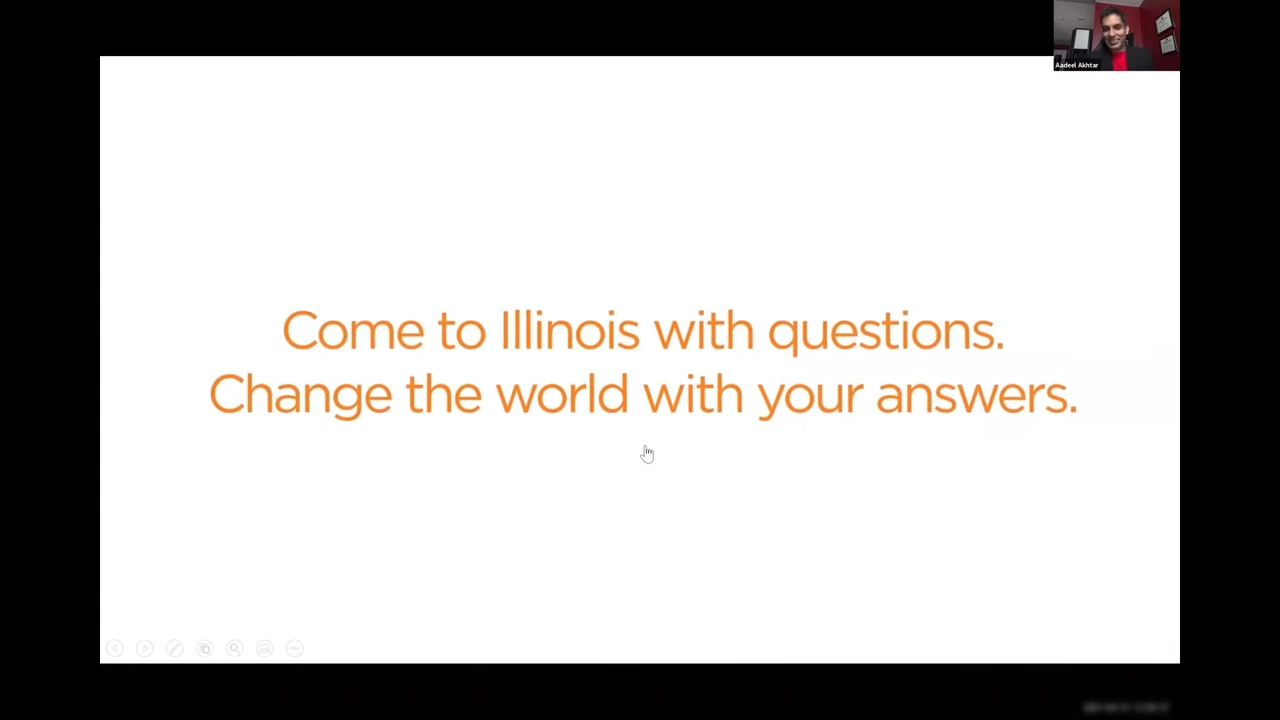 Aadeel Akhtar
Come to Illinois with questions.
Change the world with your answers.